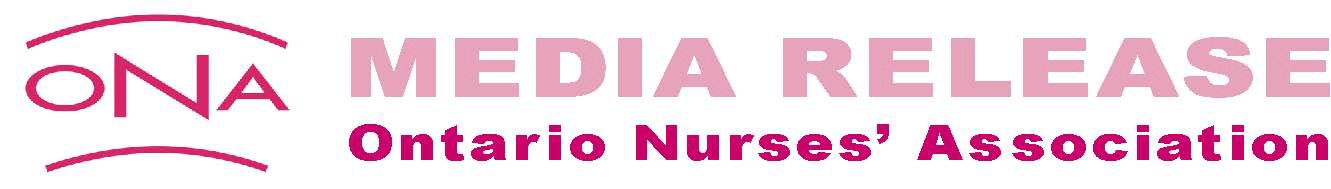 ONA
MEDIA RELEASE
Ontario Nurses’ Association